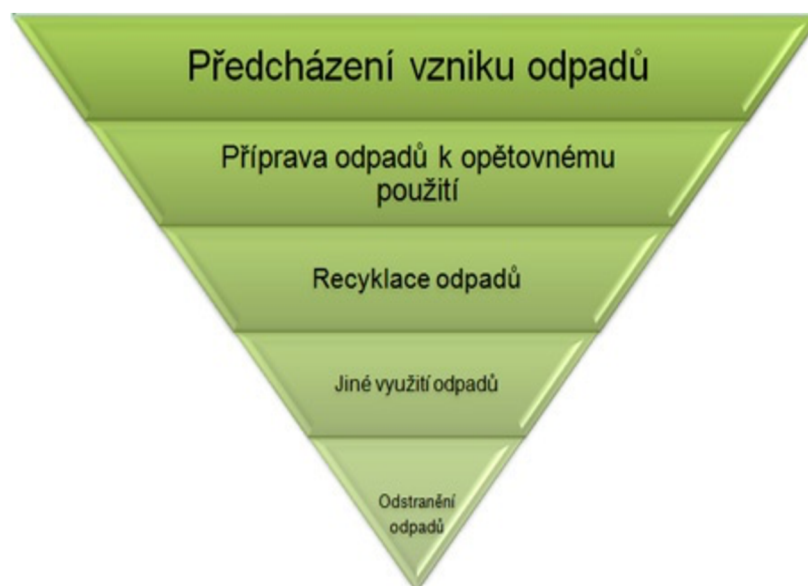 Předcházení vzniku odpadů
Příprava odpadů k opětovnému
použití
Recyklace odpadů
Jiné využití odpadů
Odstranění
odpadů